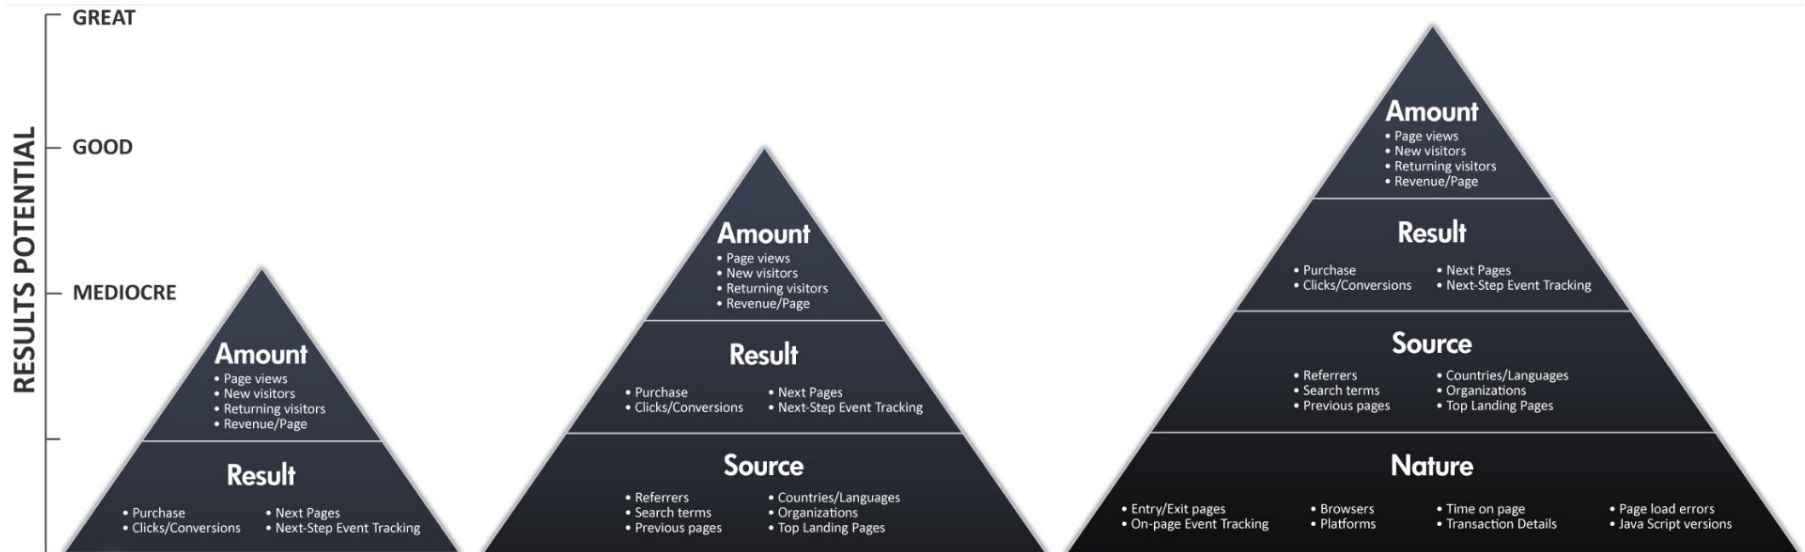 RESULTS POTENTIAL
GREAT
GOOD
MEDIOCRE
Amount
• Page views
• New visitors
• Returning visitors
• Revenue/Page
Result
• Purchase
• Clicks/Conversions
• Next Pages
• Next-Step Event Tracking
Amount
• Page views
• New visitors
• Returning visitors
• Revenue/Page
Result
• Purchase
• Clicks/Conversions
• Next Pages
• Next-Step Event Tracking
Source
• Referrers
• Search terms
• Previous pages
• Countries/Languages
• Organizations
• Top Landing Pages
Amount
• Page views
• New visitors
• Returning visitors
• Revenue/Page
Result
• Purchase
• Clicks/Conversions
• Next Pages
• Next-Step Event Tracking
Source
• Referrers
• Search terms
• Previous pages
• Countries/Languages
• Organizations
• Top Landing Pages
Nature
• Entry/Exit pages
• On-page Event Tracking
• Browsers
• Platforms
• Time on page
• Transaction Details
• Page load errors
• Java Script versions